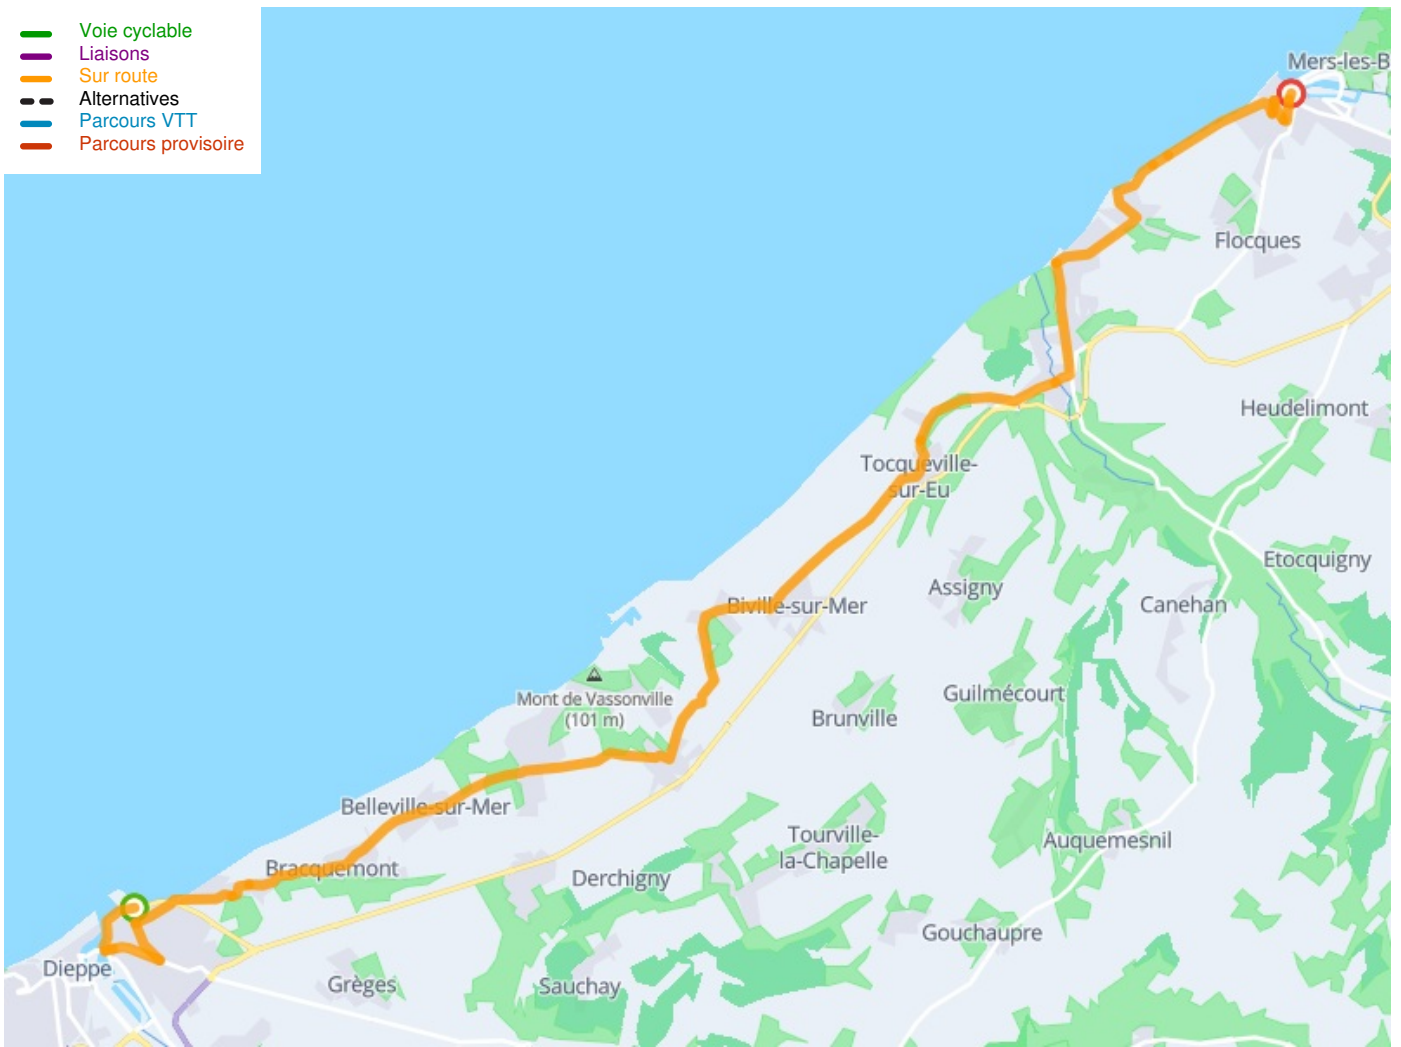 Voie cyclable
Liaisons
Sur route
Alternatives
Parcours VTT
Parcours provisoire
Mers-les-B
Flocques
Heudelimont
Tocqueville-
sur-Eu
Etocquigny
Assigny
Canehan
Biville-sur-Mer
Guilmécourt
Mont de Vassonville
(101 m)
Brunville
Belleville-sur-Mer
Tourville-
la-Chapelle
Auquemesnil
Bracquemont
Derchigny
Gouchaupre
Dieppe
Grèges
Sauchay